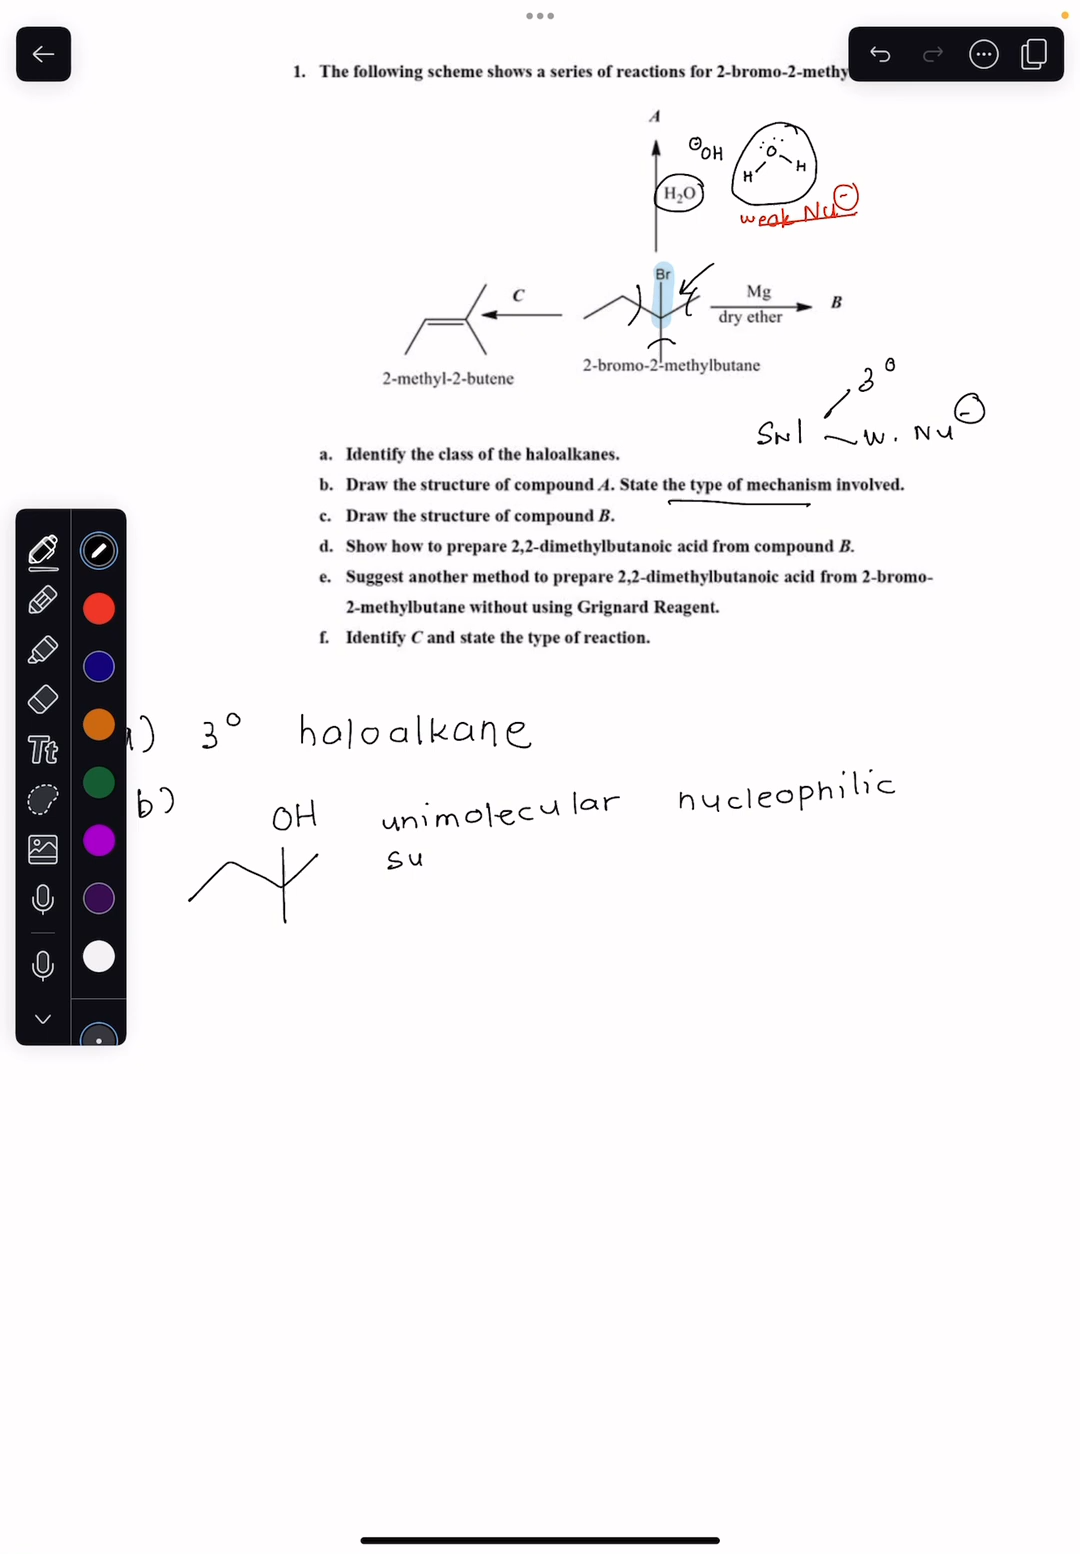 1. The following scheme shows a series of reactions for 2-bromo-2-methy
A
⊖OH
H₂O
O
H H
weak Nu⊖
Br
C
Mg
dry ether
B
2-methyl-2-butene
2-bromo-2-methylbutane
3°
SN1 W. Nu⊖
a. Identify the class of the haloalkanes.
b. Draw the structure of compound A. State the type of mechanism involved.
c. Draw the structure of compound B.
d. Show how to prepare 2,2-dimethylbutanoic acid from compound B.
e. Suggest another method to prepare 2,2-dimethylbutanoic acid from 2-bromo-
2-methylbutane without using Grignard Reagent.
f. Identify C and state the type of reaction.
Tt
) 3° haloalkane
b)
OH
unimolecular nucleophilic
su